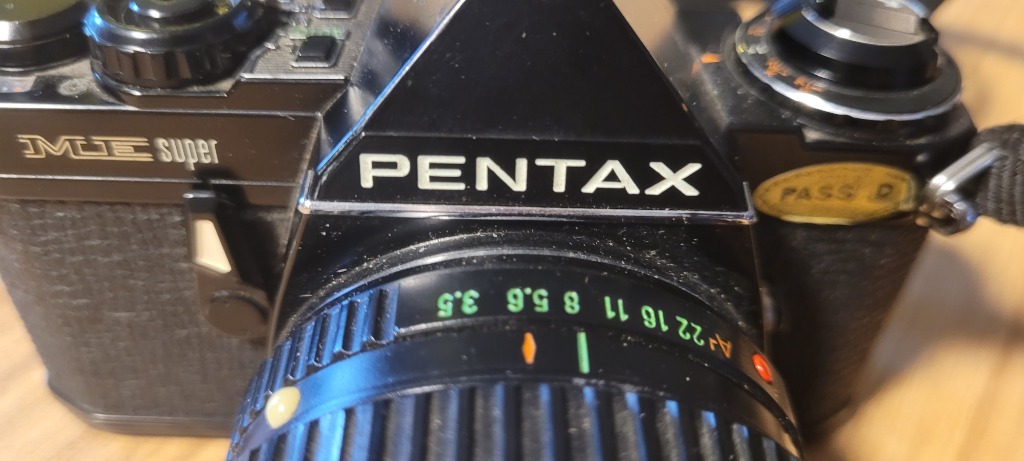 ME super
PENTAX
PASSED
3.5 5.6 8 11 16 22 A